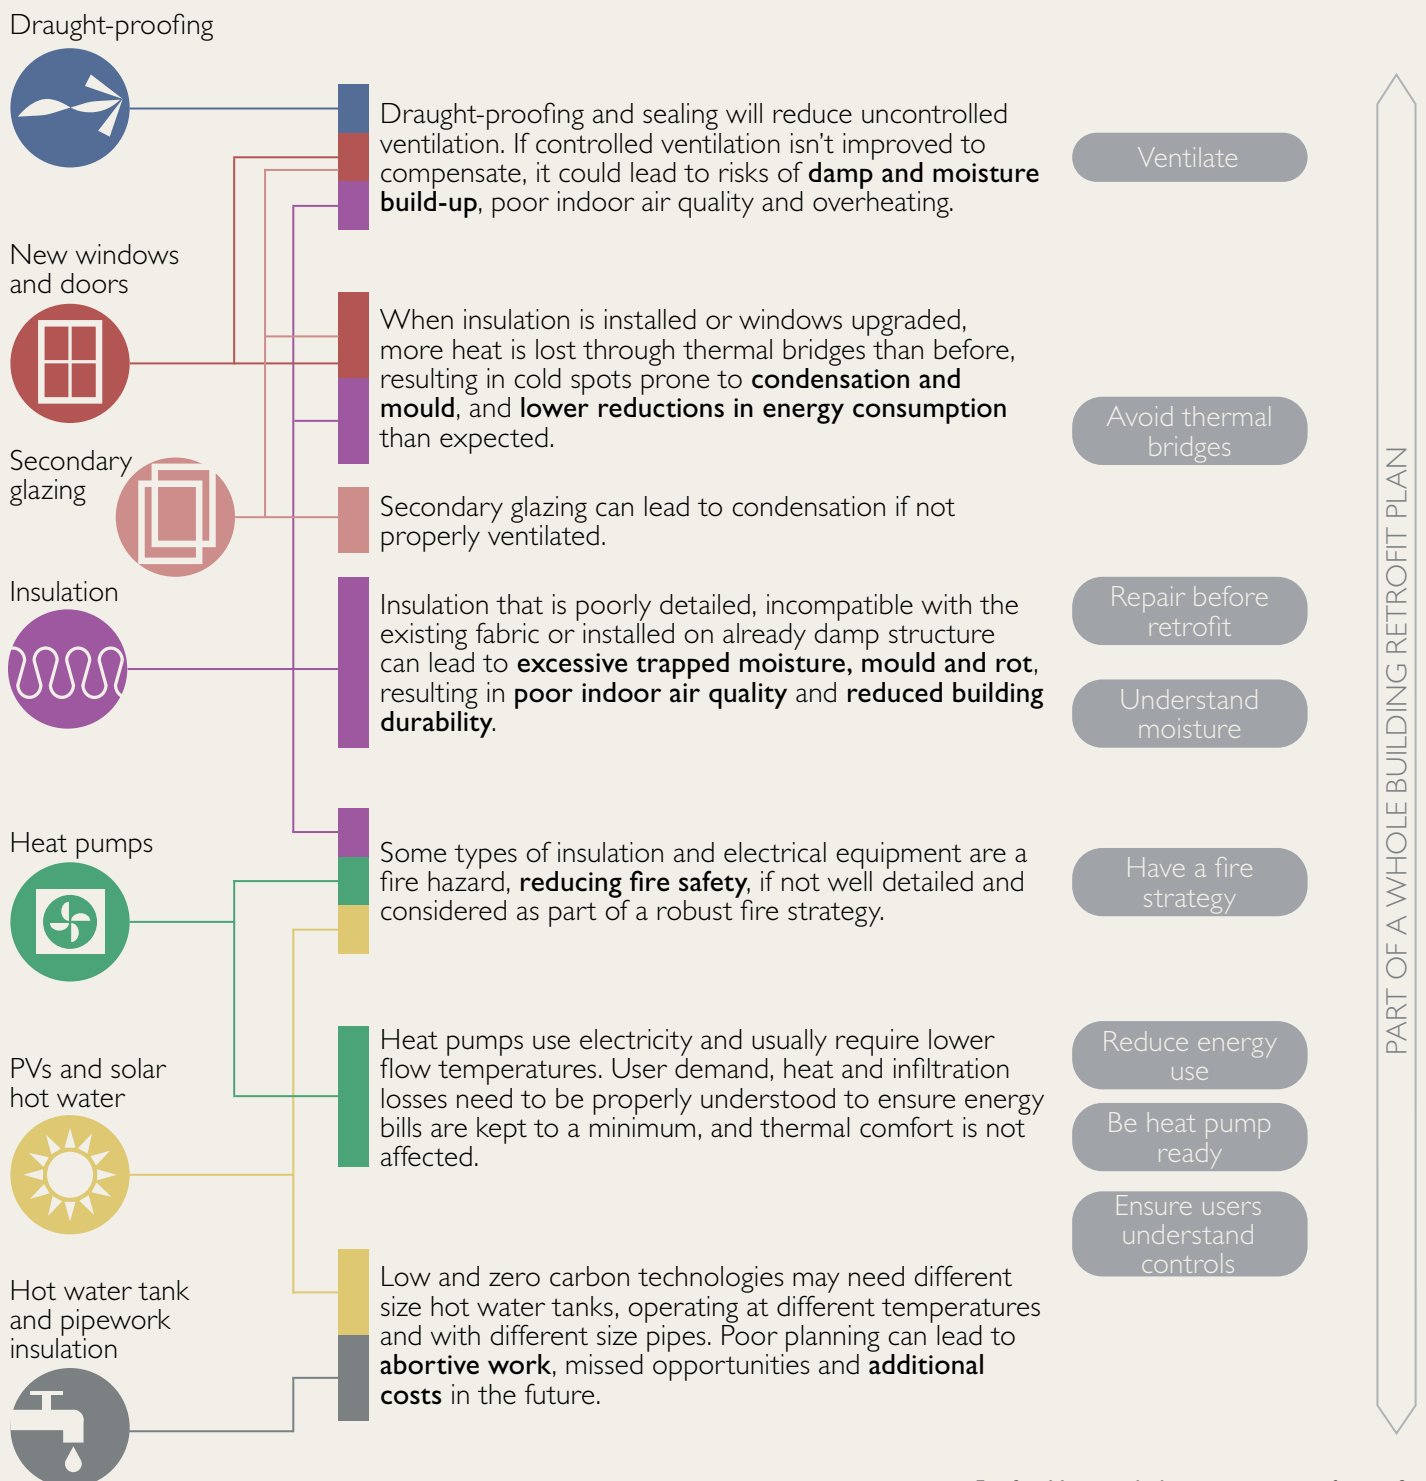 Draught-proofing
Draught-proofing and sealing will reduce uncontrolled
ventilation. If controlled ventilation isn’t improved to
compensate, it could lead to risks of damp and moisture
build-up, poor indoor air quality and overheating.
Ventilate
New windows
and doors
When insulation is installed or windows upgraded,
more heat is lost through thermal bridges than before,
resulting in cold spots prone to condensation and
mould, and lower reductions in energy consumption
than expected.
Avoid thermal
bridges
Secondary
glazing
Secondary glazing can lead to condensation if not
properly ventilated.
Insulation
Insulation that is poorly detailed, incompatible with the
existing fabric or installed on already damp structure
can lead to excessive trapped moisture, mould and rot,
resulting in poor indoor air quality and reduced building
durability.
Repair before
retrofit
Understand
moisture
Heat pumps
Some types of insulation and electrical equipment are a
fire hazard, reducing fire safety, if not well detailed and
considered as part of a robust fire strategy.
Have a fire
strategy
Heat pumps use electricity and usually require lower
flow temperatures. User demand, heat and infiltration
losses need to be properly understood to ensure energy
bills are kept to a minimum, and thermal comfort is not
affected.
Reduce energy
use
Be heat pump
ready
Ensure users
understand
controls
PVs and solar
hot water
Hot water tank
and pipework
insulation
Low and zero carbon technologies may need different
size hot water tanks, operating at different temperatures
and with different size pipes. Poor planning can lead to
abortive work, missed opportunities and additional
costs in the future.
PART OF A WHOLE BUILDING RETROFIT PLAN